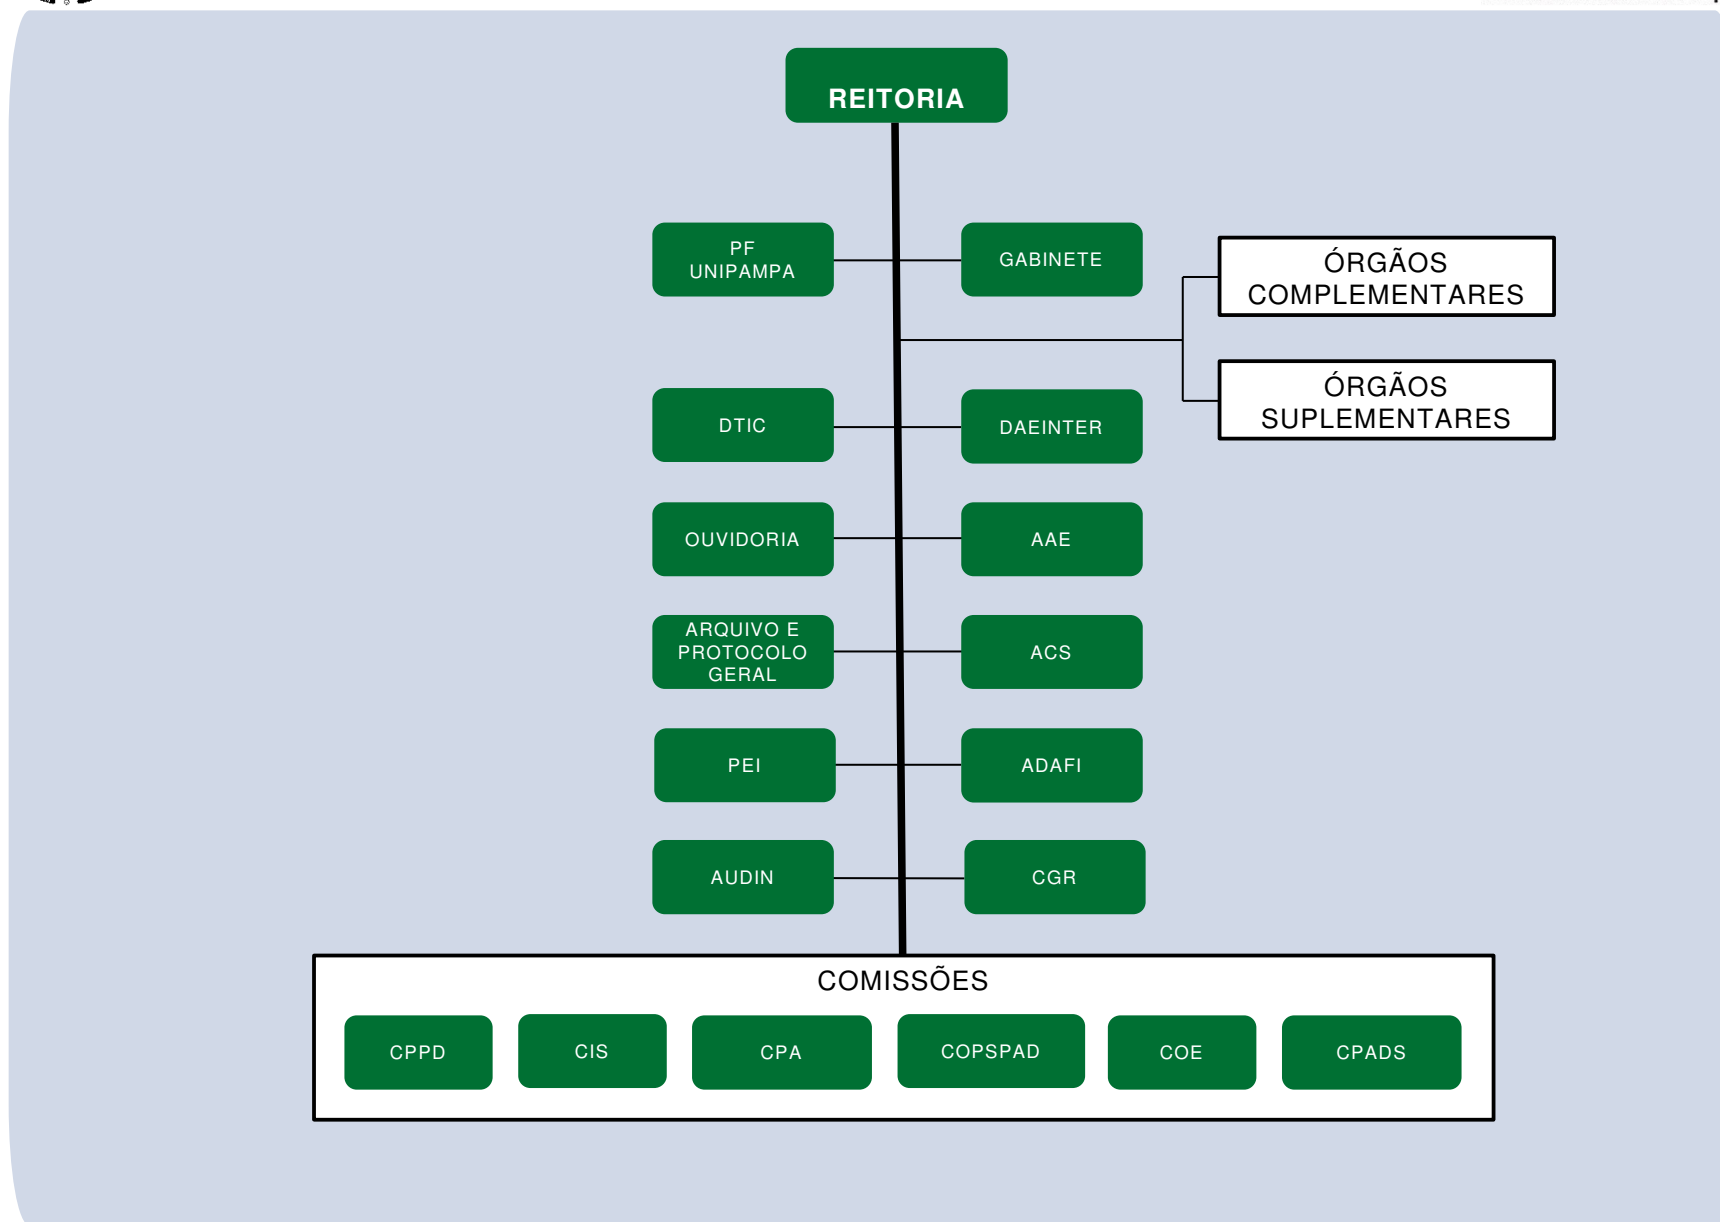 REITORIA
PF
UNIPAMPA
GABINETE
ÓRGÃOS
COMPLEMENTARES
ÓRGÃOS
SUPLEMENTARES
DTIC
DAEINTER
OUVIDORIA
AAE
ARQUIVO E
PROTOCOLO
GERAL
ACS
PEI
ADAFI
AUDIN
CGR
COMISSÕES
CPPD
CIS
CPA
COPSPAD
COE
CPADS